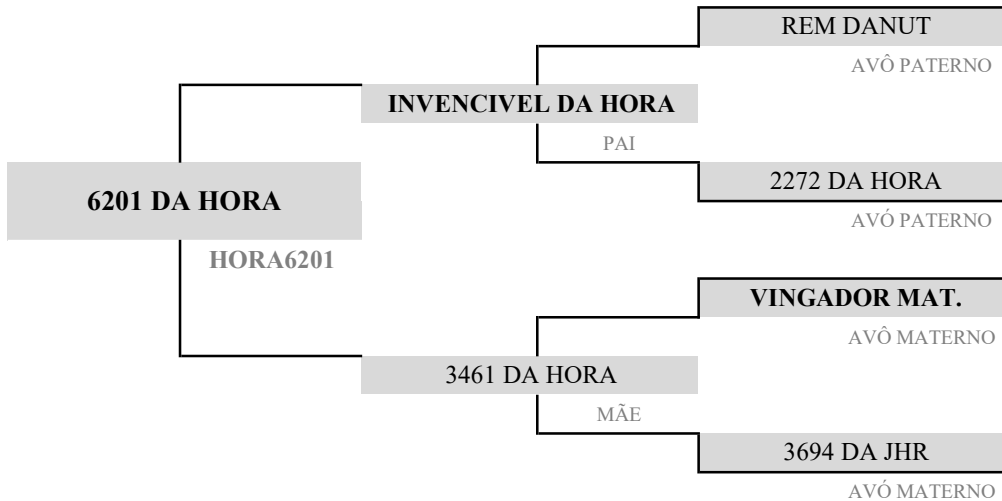 REM DANUT
AVÔ PATERNO
INVENCIVEL DA HORA
PAI
2272 DA HORA
AVÓ PATERNO
6201 DA HORA
HORA6201
VINGADOR MAT.
AVÔ MATERNO
3461 DA HORA
MÃE
3694 DA JHR
AVÓ MATERNO